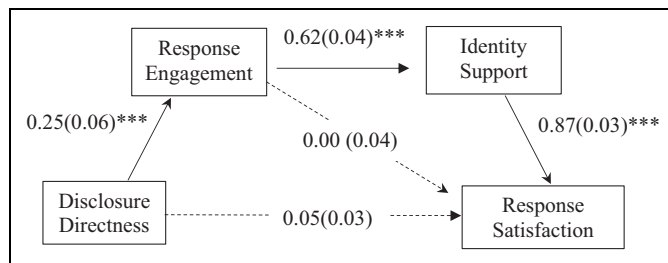 Response
Engagement
0.62(0.04)***
Identity
Support
0.25(0.06)***
0.00 (0.04)
0.87(0.03)***
Disclosure
Directness
0.05(0.03)
Response
Satisfaction